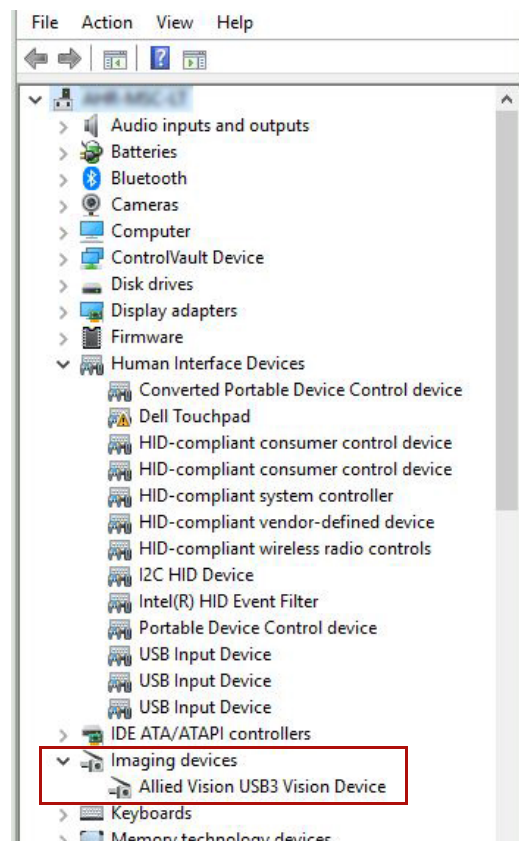 File Action View Help
Audio inputs and outputs
Batteries
Bluetooth
Cameras
Computer
ControlVault Device
Disk drives
Display adapters
Firmware
Human Interface Devices
Converted Portable Device Control device
Dell Touchpad
HID-compliant consumer control device
HID-compliant consumer control device
HID-compliant system controller
HID-compliant vendor-defined device
HID-compliant wireless radio controls
I2C HID Device
Intel(R) HID Event Filter
Portable Device Control device
USB Input Device
USB Input Device
USB Input Device
IDE ATA/ATAPI controllers
Imaging devices
Allied Vision USB3 Vision Device
Keyboards
Memory technology devices